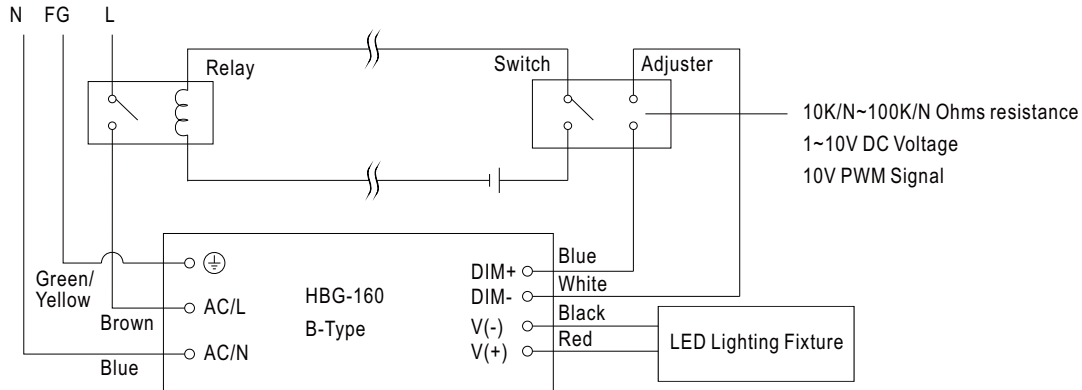 N FG L
Relay
Switch
Adjuster
10K/N~100K/N Ohms resistance
1~10V DC Voltage
10V PWM Signal
Green/
Yellow
Brown
Blue
AC/L
AC/N
HBG-160
B-Type
DIM+
DIM-
V(-)
V(+)
Blue
White
Black
Red
LED Lighting Fixture